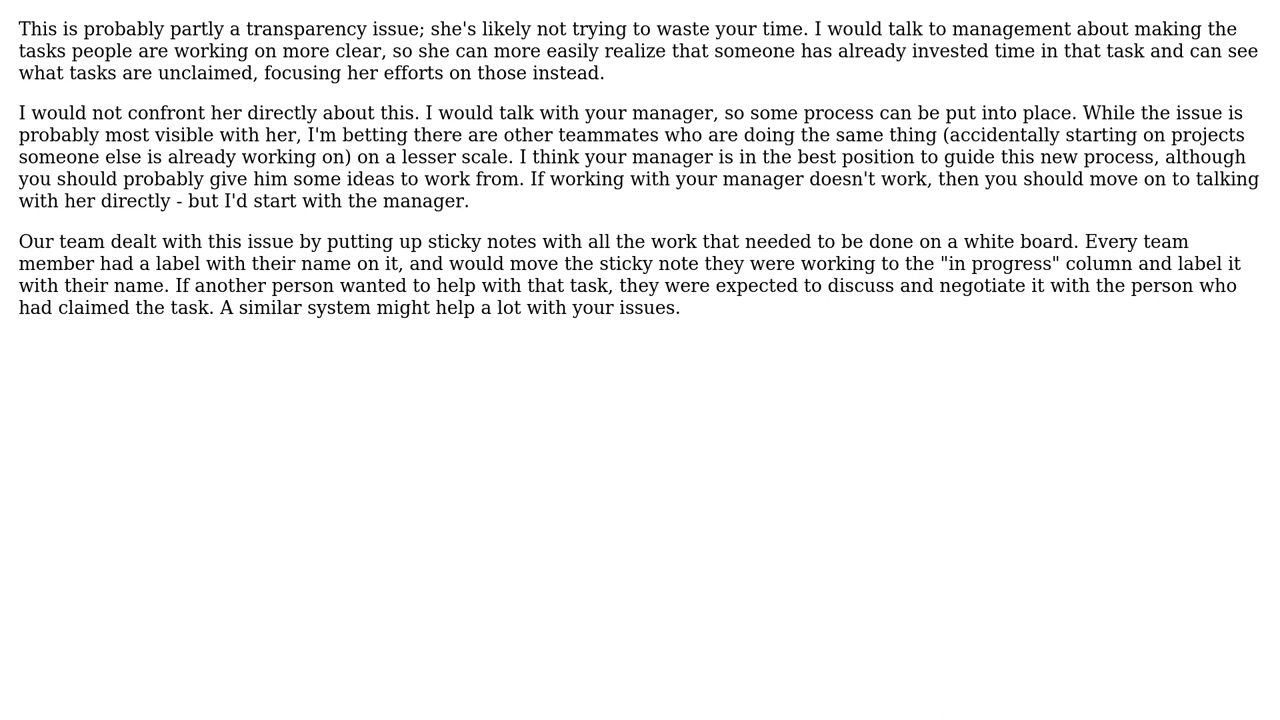 This is probably partly a transparency issue; she's likely not trying to waste your time. I would talk to management about making the
tasks people are working on more clear, so she can more easily realize that someone has already invested time in that task and can see
what tasks are unclaimed, focusing her efforts on those instead.
I would not confront her directly about this. I would talk with your manager, so some process can be put into place. While the issue is
probably most visible with her, I'm betting there are other teammates who are doing the same thing (accidentally starting on projects
someone else is already working on) on a lesser scale. I think your manager is in the best position to guide this new process, although
you should probably give him some ideas to work from. If working with your manager doesn't work, then you should move on to talking
with her directly - but I'd start with the manager.
Our team dealt with this issue by putting up sticky notes with all the work that needed to be done on a white board. Every team
member had a label with their name on it, and would move the sticky note they were working to the "in progress" column and label it
with their name. If another person wanted to help with that task, they were expected to discuss and negotiate it with the person who
had claimed the task. A similar system might help a lot with your issues.